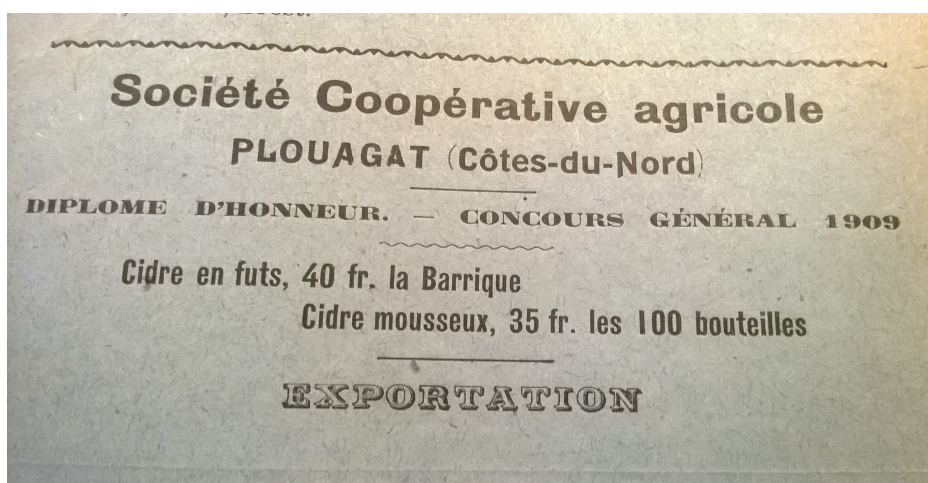 Société Coopérative agricole
PLOUAGAT (Côtes-du-Nord)
DIPLOME D'HONNEUR. — CONCOURS GÉNÉRAL 1909
Cidre en futs, 40 fr. la Barrique
Cidre mousseux, 35 fr. les 100 bouteilles
EXPORTATION